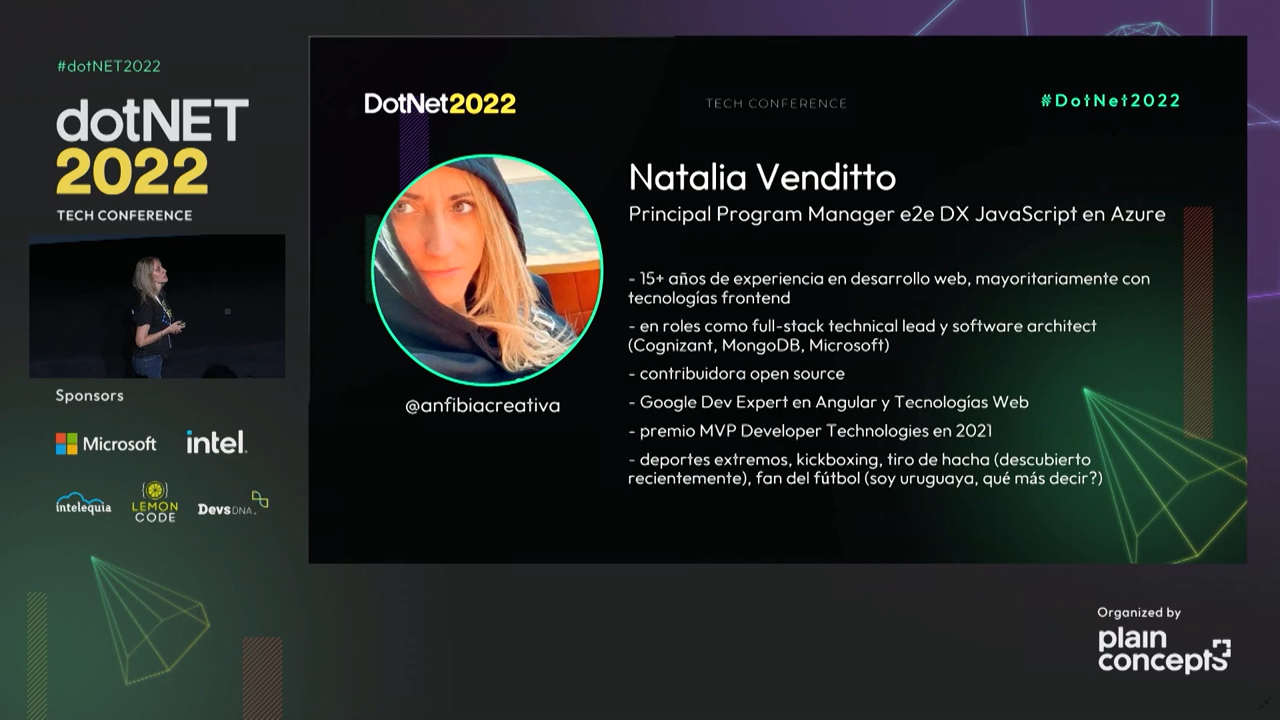 #dotNET2022
dotNET
2022
TECH CONFERENCE
Sponsors
Microsoft
intel.
intelequia
LEMON
CODE
DevsDNA
DotNet2022
TECH CONFERENCE
#DotNet2022
@anfibiacreativa
Natalia Venditto
Principal Program Manager e2e DX JavaScript en Azure
- 15+ años de experiencia en desarrollo web, mayoritariamente con
tecnologías frontend
- en roles como full-stack technical lead y software architect
(Cognizant, MongoDB, Microsoft)
- contribuidora open source
- Google Dev Expert en Angular y Tecnologías Web
- premio MVP Developer Technologies en 2021
- deportes extremos, kickboxing, tiro de hacha (descubierto
recientemente), fan del fútbol (soy uruguaya, qué más decir?)
Organized by
plain
concepts